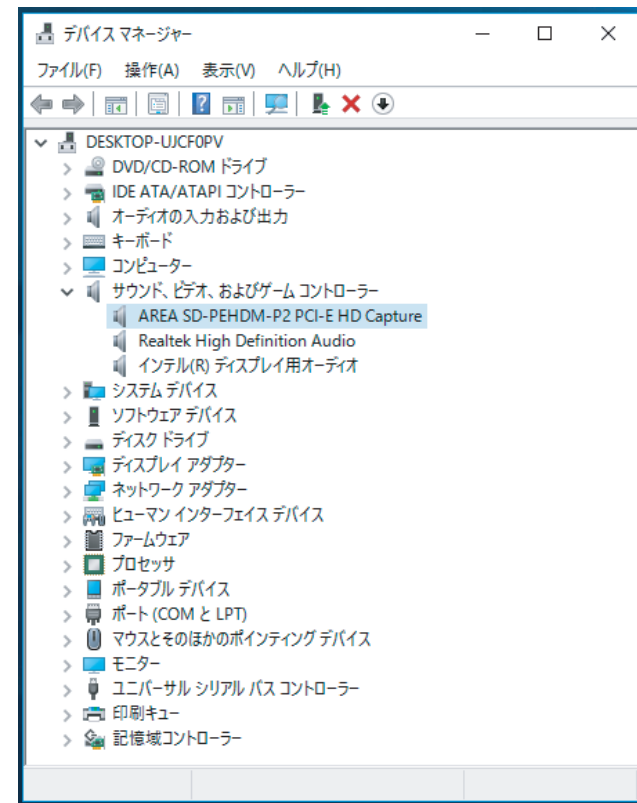 デバイス マネージャー
ファイル(F) 操作(A) 表示(V) ヘルプ(H)
DESKTOP-UJCF0PV
DVD/CD-ROM ドライブ
IDE ATA/ATAPI コントローラー
オーディオの入力および出力
キーボード
コンピューター
サウンド、ビデオ、およびゲーム コントローラー
AREA SD-PEHDM-P2 PCI-E HD Capture
Realtek High Definition Audio
インテル(R) ディスプレイ用オーディオ
システム デバイス
ソフトウェア デバイス
ディスク ドライブ
ディスプレイ アダプター
ネットワーク アダプター
ヒューマン インターフェイス デバイス
ファームウェア
プロセッサ
ポータブル デバイス
ポート (COM と LPT)
マウスとそのほかのポインティング デバイス
モニター
ユニバーサル シリアル バス コントローラー
印刷キュー
記憶域コントローラー